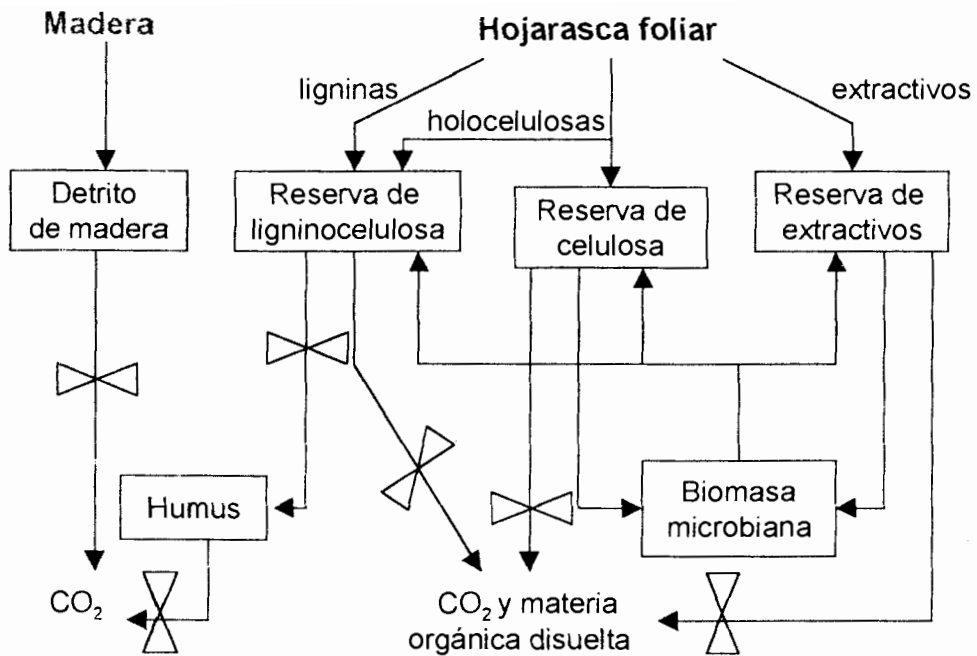 Madera
Hojarasca foliar
ligninas
extractivos
holocelulosas
Detrito
de madera
Reserva de
ligninocelulosa
Reserva de
celulosa
Reserva de
extractivos
Humus
Biomasa
microbiana
CO₂
CO₂ y materia
orgánica disuelta